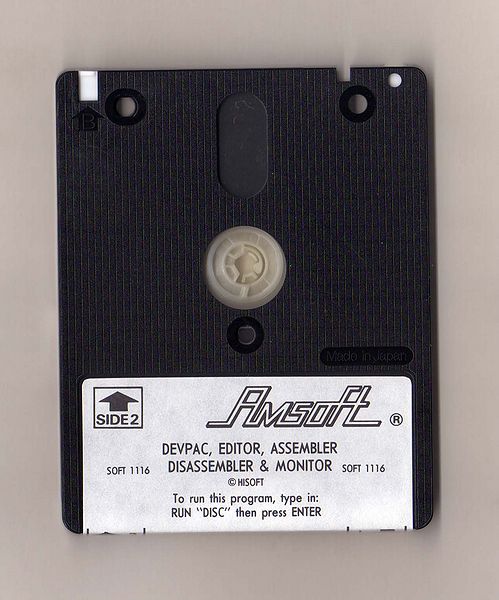 B
Made in Japan
SIDE 2
Amsoft ®
DEVPAC, EDITOR, ASSEMBLER
SOFT 1116 DISASSEMBLER & MONITOR SOFT 1116
© HISOFT
To run this program, type in:
RUN "DISC" then press ENTER